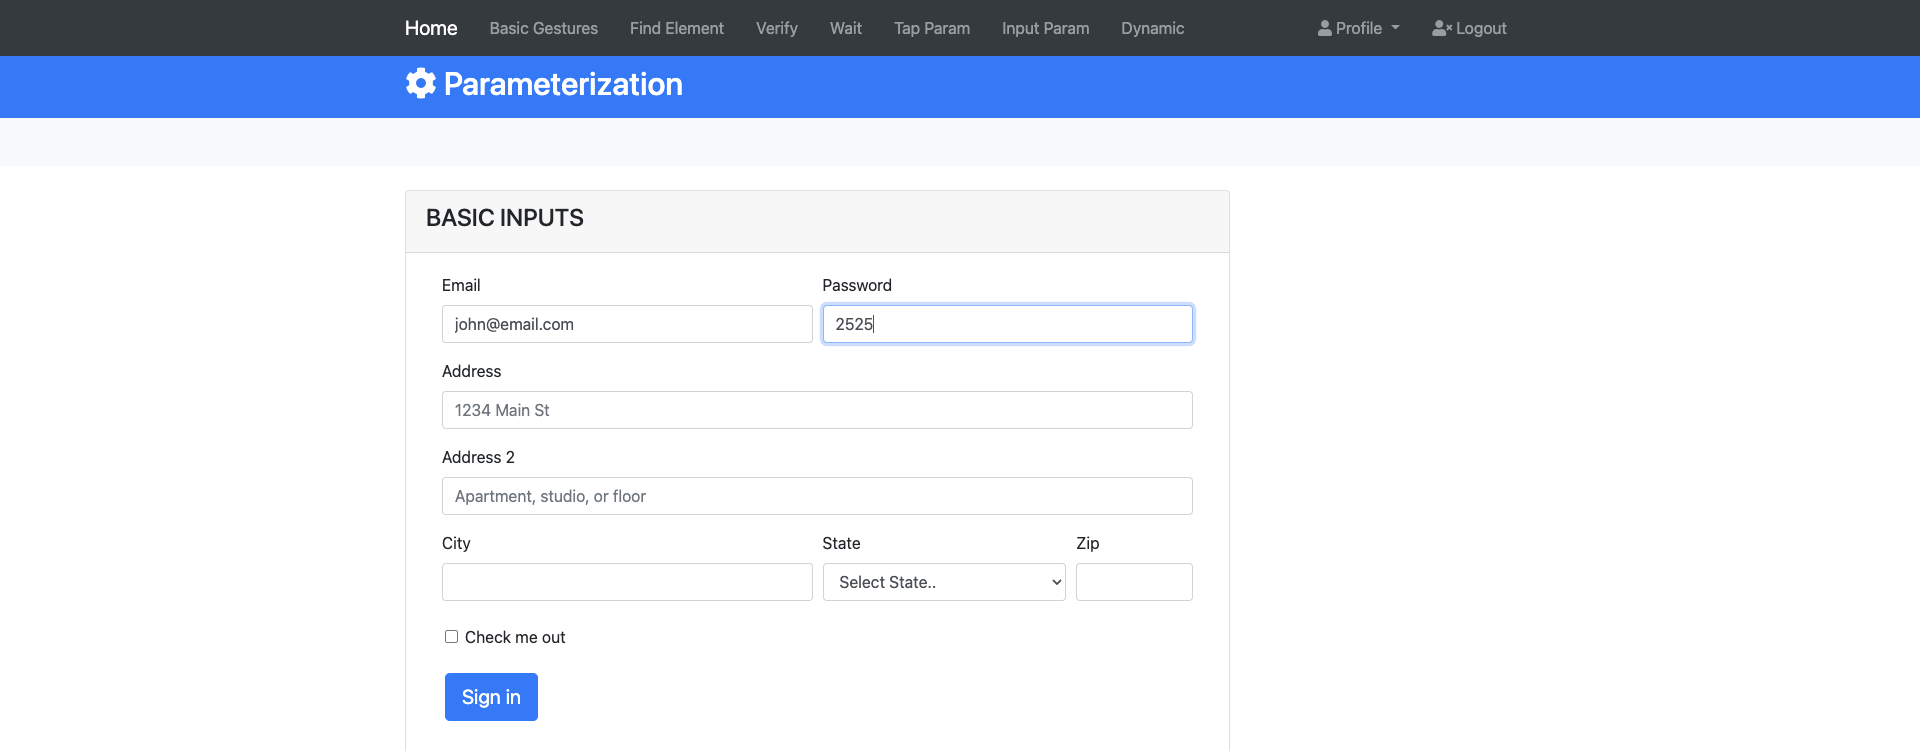 Home Basic Gestures Find Element Verify Wait Tap Param Input Param Dynamic Profile Logout
Parameterization
BASIC INPUTS
Email Password
john@email.com 2525
Address
1234 Main St
Address 2
Apartment, studio, or floor
City State Zip
Select State..
Check me out
Sign in